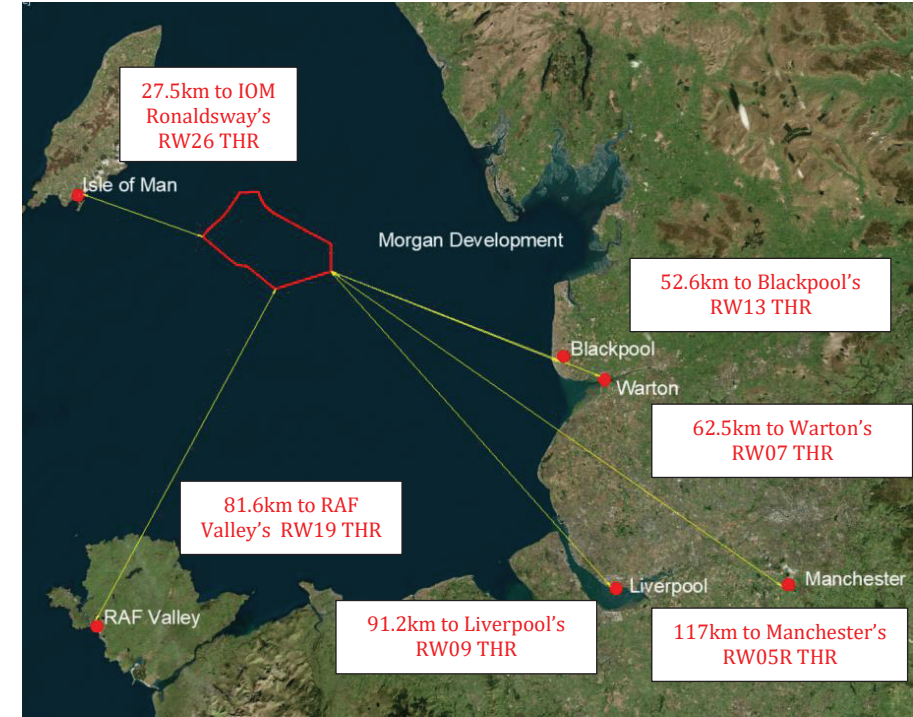 27.5km to IOM
Ronaldsway's
RW26 THR
Isle of Man
Morgan Development
52.6km to Blackpool's
RW13 THR
Blackpool
Warton
62.5km to Warton's
RW07 THR
81.6km to RAF
Valley's RW19 THR
Liverpool
Manchester
RAF Valley
91.2km to Liverpool's
RW09 THR
117km to Manchester's
RW05R THR